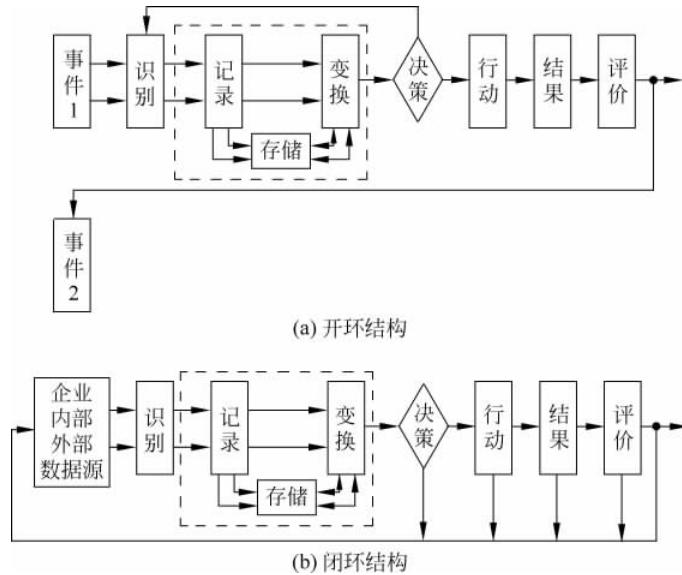 事件1
识别
记录
变换
存储
决策
行动
结果
评价
事件2
(a) 开环结构
企业
内部
外部
数据源
识别
记录
变换
存储
决策
行动
结果
评价
(b) 闭环结构